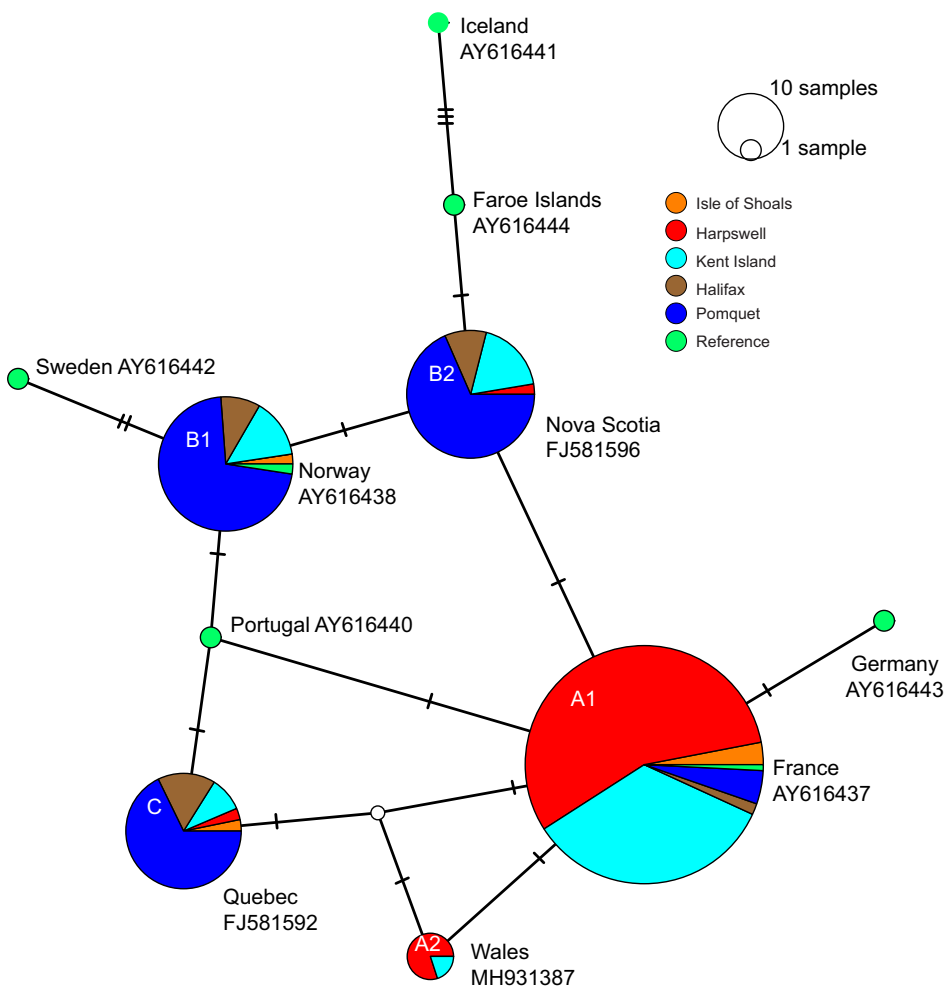 Iceland
AY616441
10 samples
1 sample
Faroe Islands
AY616444
Isle of Shoals
Harpswell
Kent Island
Halifax
Pomquet
Reference
Sweden AY616442
B2
Nova Scotia
FJ581596
B1
Norway
AY616438
Portugal AY616440
Germany
AY616443
A1
France
AY616437
C
Quebec
FJ581592
A2
Wales
MH931387